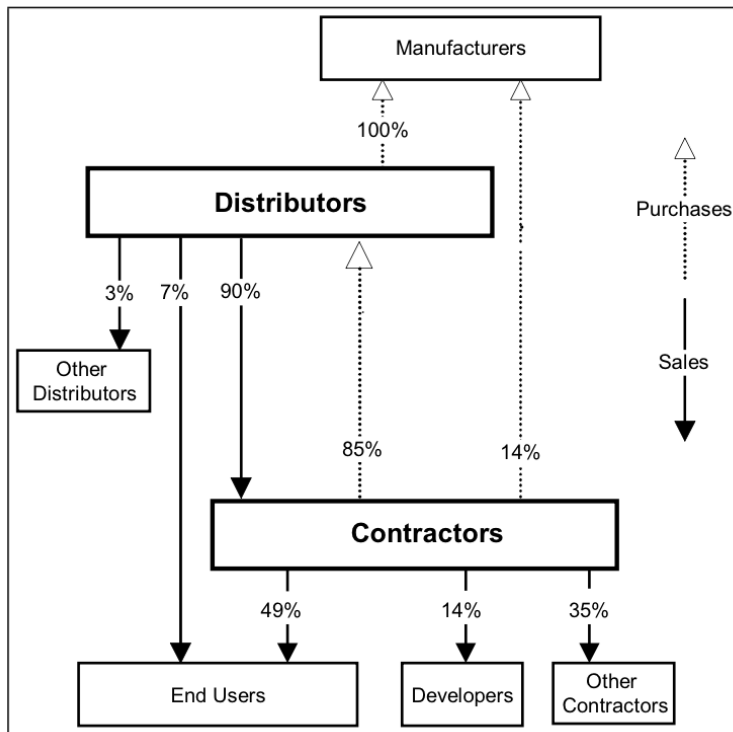 Manufacturers
100%
Distributors
Purchases
3%
7%
90%
Other
Distributors
Sales
85%
14%
Contractors
49%
14%
35%
End Users
Developers
Other
Contractors